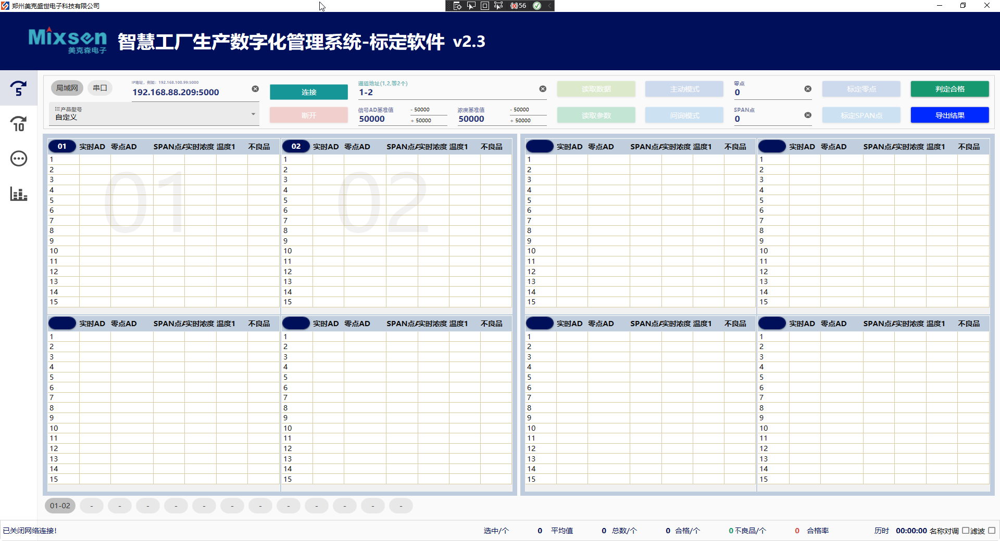 郑州美克盛世电子科技有限公司
56
Mixsen
美克森电子
智慧工厂生产数字化管理系统-标定软件 v2.3
5
10
局域网 串口
IP地址，例如：192.168.100.99:5000
192.168.88.209:5000
产品型号
自定义
连接
断开
通道地址(1,2,等2个)
1-2
信号AD基准值
50000
- 50000
+ 50000
浓度基准值
50000
- 50000
+ 50000
读取数据 主动模式
读取参数 问询模式
零点
0
SPAN点
0
标定零点 判定合格
标定SPAN点 导出结果
01 实时AD 零点AD SPAN点A 实时浓度 温度1 不良品 02 实时AD 零点AD SPAN点A 实时浓度 温度1 不良品 实时AD 零点AD SPAN点A 实时浓度 温度1 不良品 实时AD 零点AD SPAN点A 实时浓度 温度1 不良品
01 02
1 1 1 1
2 2 2 2
3 3 3 3
4 4 4 4
5 5 5 5
6 6 6 6
7 7 7 7
8 8 8 8
9 9 9 9
10 10 10 10
11 11 11 11
12 12 12 12
13 13 13 13
14 14 14 14
15 15 15 15
实时AD 零点AD SPAN点A 实时浓度 温度1 不良品 实时AD 零点AD SPAN点A 实时浓度 温度1 不良品 实时AD 零点AD SPAN点A 实时浓度 温度1 不良品 实时AD 零点AD SPAN点A 实时浓度 温度1 不良品
1 1 1 1
2 2 2 2
3 3 3 3
4 4 4 4
5 5 5 5
6 6 6 6
7 7 7 7
8 8 8 8
9 9 9 9
10 10 10 10
11 11 11 11
12 12 12 12
13 13 13 13
14 14 14 14
15 15 15 15
01-02 - - - - - - - - - - - -
已关闭网络连接! 选中/个 0 平均值 0 总数/个 0 合格/个 0 不良品/个 0 合格率 历时 00:00:00 名称对调 滤波